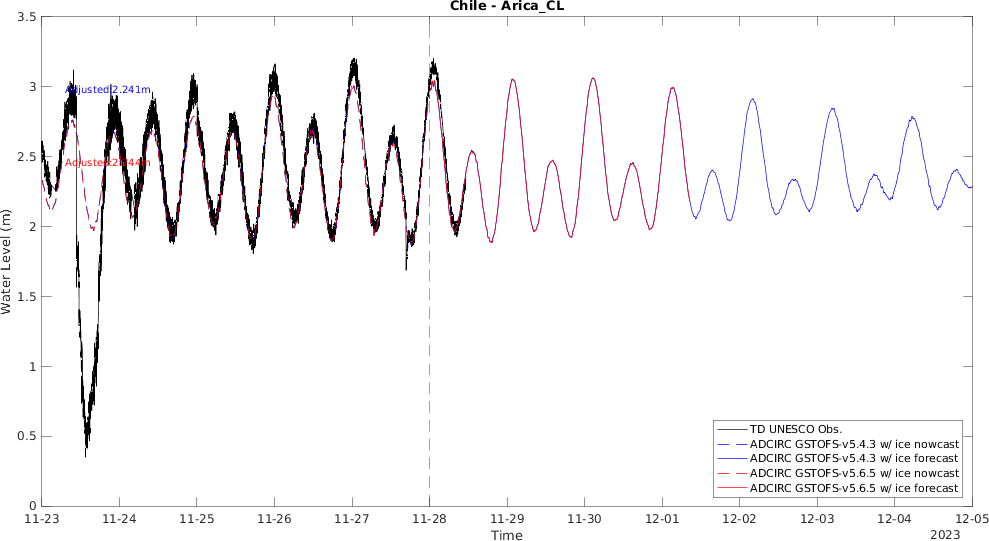 Chile - Arica_CL
3.5
3
2.5
2
1.5
1
0.5
0
Water Level (m)
Adjusted 2.241m
Adjusted 2.244m
11-23
11-24
11-25
11-26
11-27
11-28
11-29
11-30
12-01
12-02
12-03
12-04
12-05
Time
2023
TD UNESCO Obs.
ADCIRC GSTOFS-v5.4.3 w/ ice nowcast
ADCIRC GSTOFS-v5.4.3 w/ ice forecast
ADCIRC GSTOFS-v5.6.5 w/ ice nowcast
ADCIRC GSTOFS-v5.6.5 w/ ice forecast